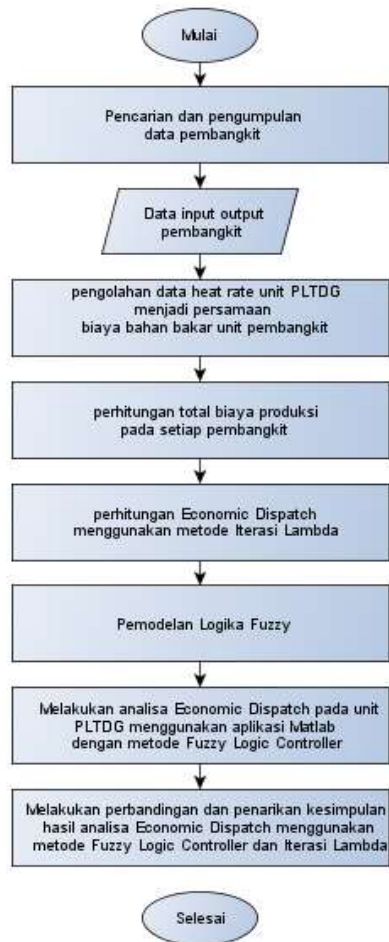 Mulai
Pencarian dan pengumpulan
data pembangkit
Data input output
pembangkit
pengolahan data heat rate unit PLTDG
menjadi persamaan
biaya bahan bakar unit pembangkit
perhitungan total biaya produksi
pada setiap pembangkit
perhitungan Economic Dispatch
menggunakan metode Iterasi Lambda
Pemodelan Logika Fuzzy
Melakukan analisa Economic Dispatch pada unit
PLTDG menggunakan aplikasi Matlab
dengan metode Fuzzy Logic Controller
Melakukan perbandingan dan penarikan kesimpulan
hasil analisa Economic Dispatch menggunakan
metode Fuzzy Logic Controller dan Iterasi Lambda
Selesai